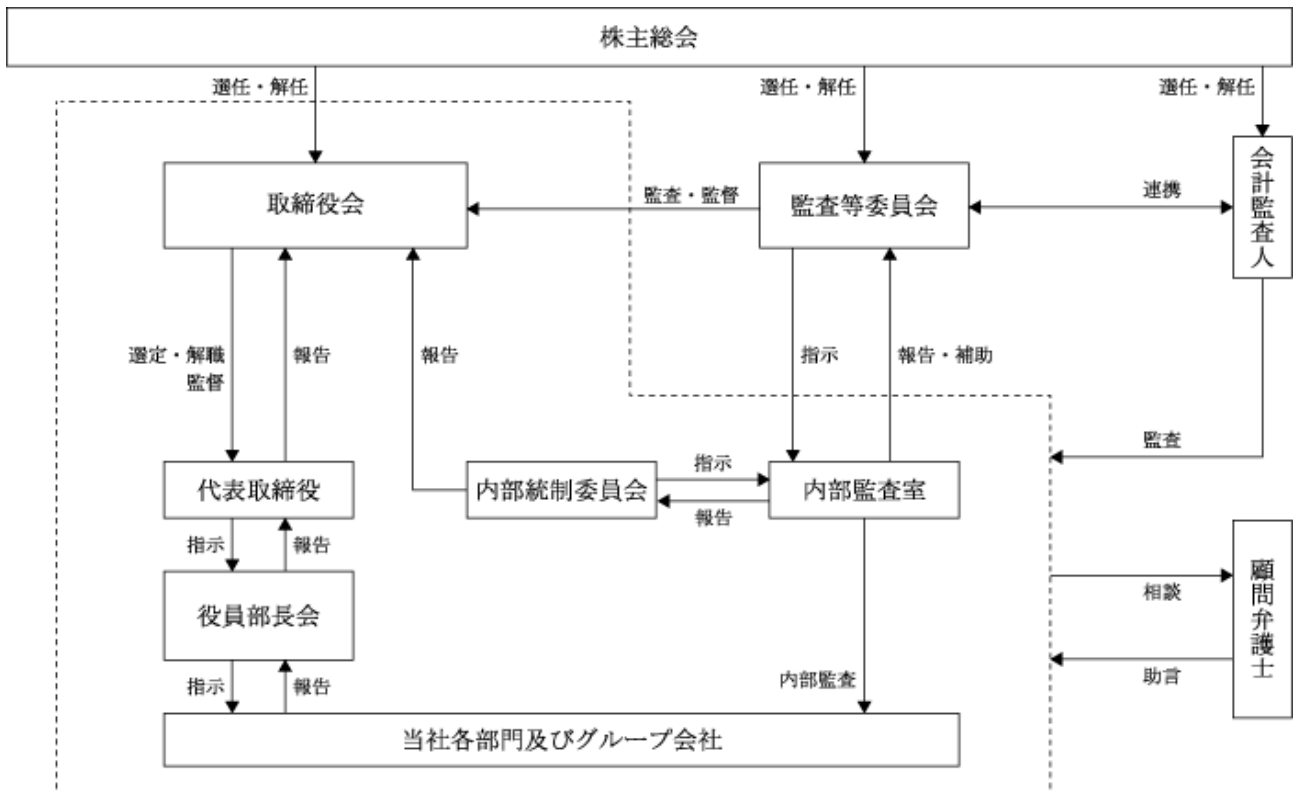 株主総会
選任・解任
選任・解任
選任・解任
取締役会
監査・監督
監査等委員会
連携
会計監査人
選定・解職
監督
報告
報告
指示
報告・補助
監査
代表取締役
内部統制委員会
指示
報告
内部監査室
指示
報告
役員部長会
相談
助言
顧問弁護士
指示
報告
内部監査
当社各部門及びグループ会社